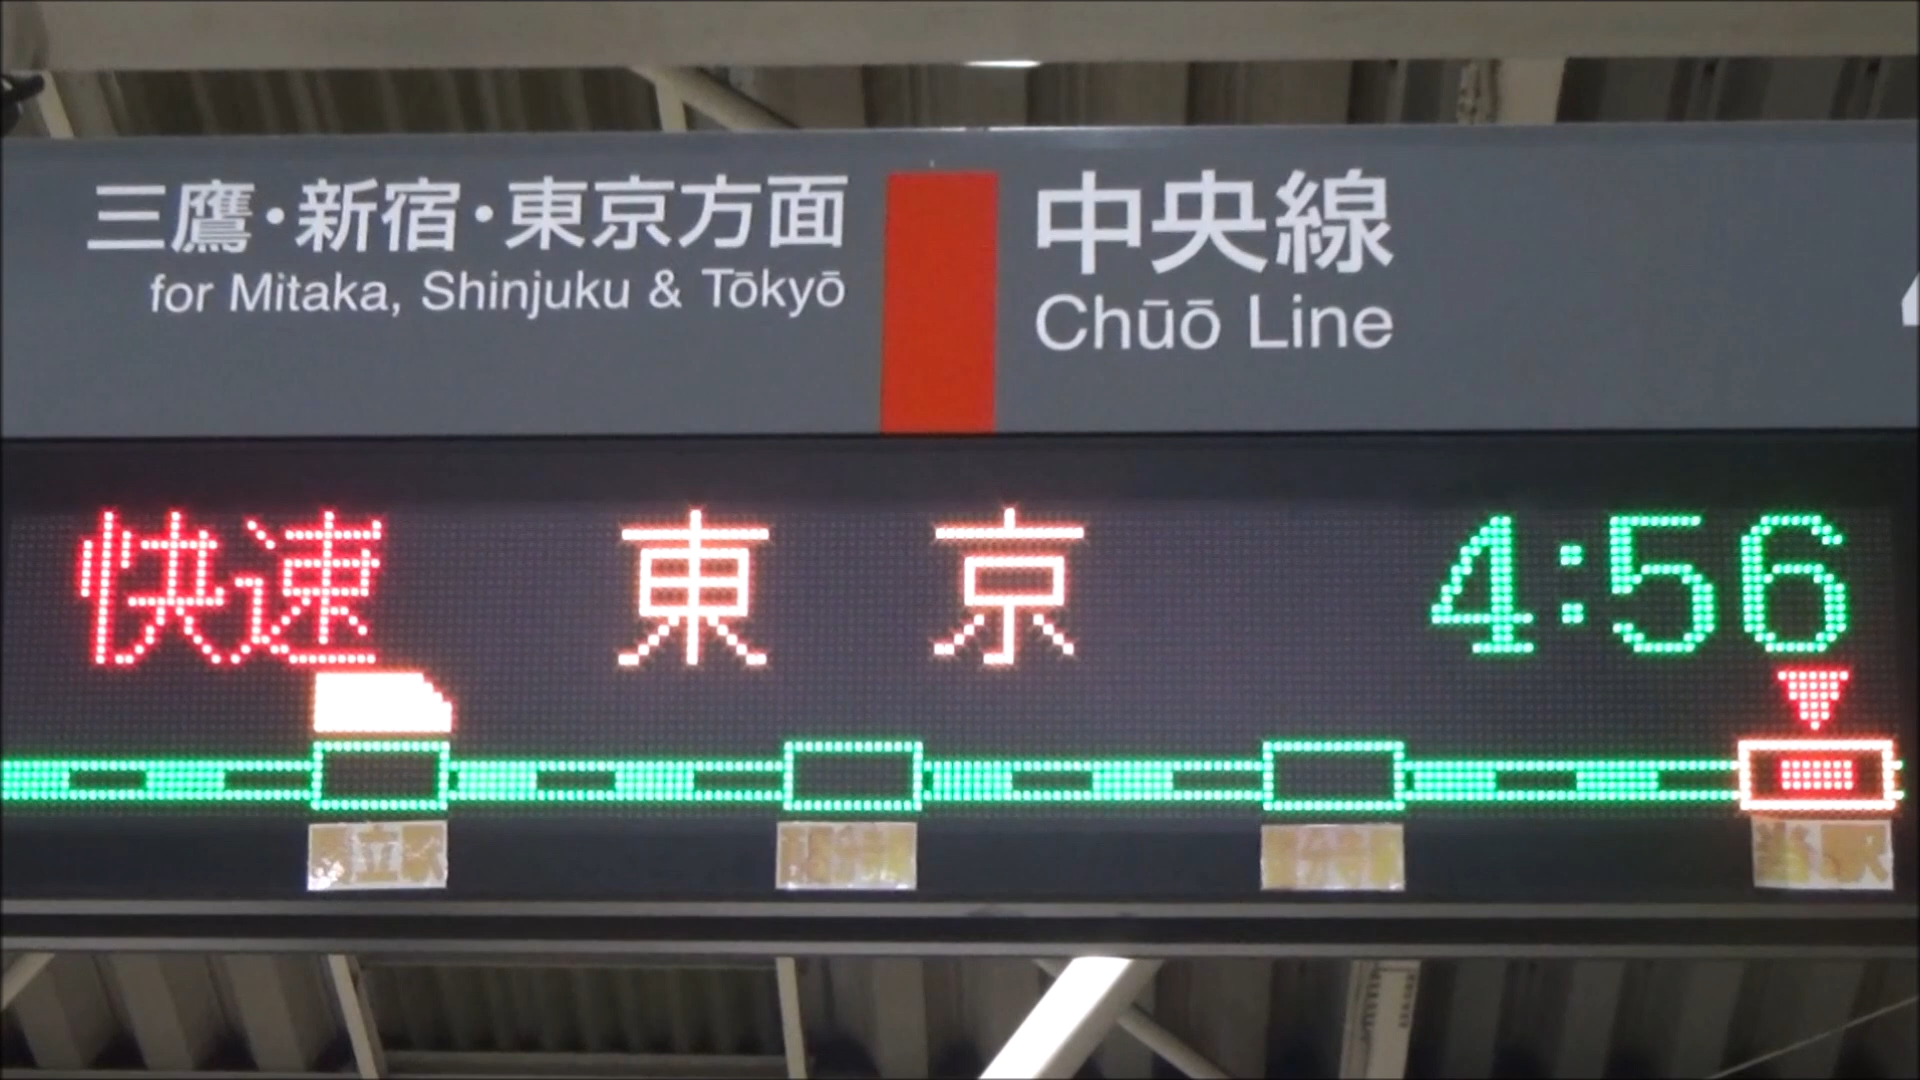 三鷹・新宿・東京方面
for Mitaka, Shinjuku & Tōkyō
中央線
Chūō Line
快速 東京 4:56